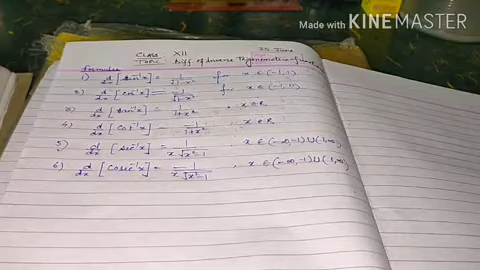 Made with KINEMASTER
CLASS XII 25 June
TOPIC Diff of Inverse Trigonometric
formulas
1) d/dx [sin⁻¹x] = 1/√1-x² for x ∈ (-1, 1)
2) d/dx [cos⁻¹x] = 1/√1-x² for x ∈ (-1, 1)
3) d/dx [tan⁻¹x] = 1/1+x² , x ∈ R
4) d/dx [cot⁻¹x] = 1/1+x² , x ∈ R
5) d/dx [sec⁻¹x] = 1/x√x²-1 , x ∈ (-∞, -1) ∪ (1, ∞)
6) d/dx [cosec⁻¹x] = 1/x√x²-1 , x ∈ (-∞, -1) ∪ (1, ∞)